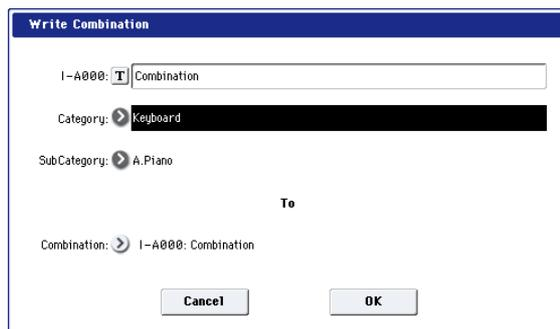 Write Combination
I-A000: T Combination
Category: Keyboard
SubCategory: A.Piano
To
Combination: I-A000: Combination
Cancel OK